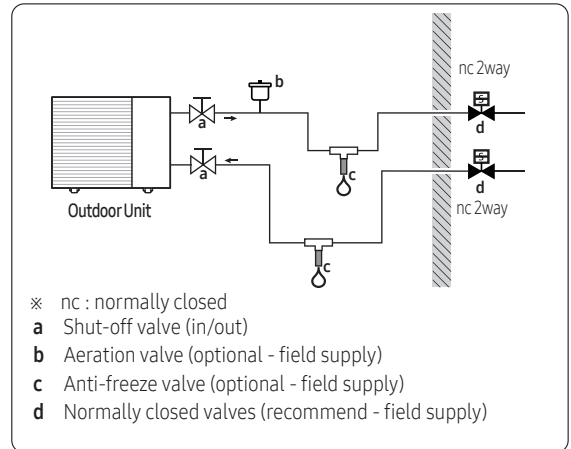 b
nc 2way
S
a
d
S
a
c
d
nc 2way
Outdoor Unit
c
※ nc : normally closed
a Shut-off valve (in/out)
b Aeration valve (optional - field supply)
c Anti-freeze valve (optional - field supply)
d Normally closed valves (recommend - field supply)